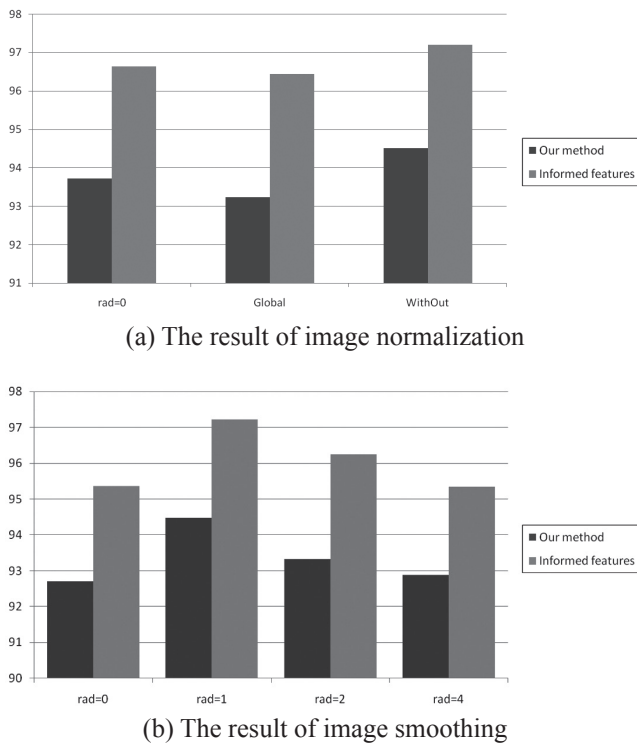 98
97
96
95
94
93
92
91
rad=0 Global WithOut
Our method
Informed features
(a) The result of image normalization
98
97
96
95
94
93
92
91
90
rad=0 rad=1 rad=2 rad=4
Our method
Informed features
(b) The result of image smoothing